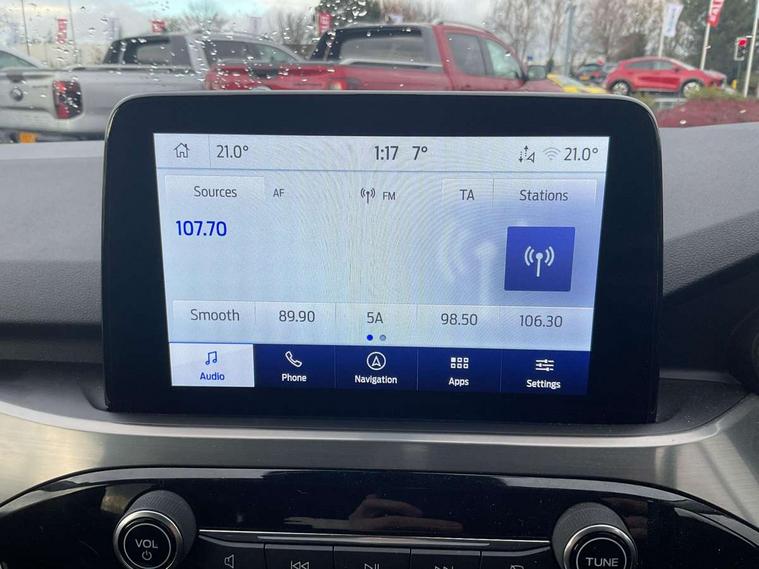 21.0° 1:17 7° 21.0°
Sources AF FM TA Stations
107.70
Smooth 89.90 5A 98.50 106.30
Audio Phone Navigation Apps Settings
VOL TUNE